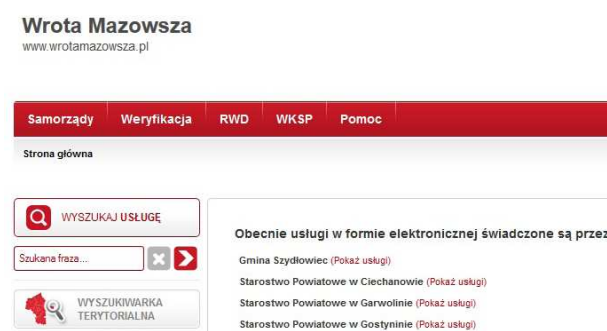 Wrota Mazowsza
www.wrotamazowsza.pl
Samorządy Weryfikacja RWD WKSP Pomoc
Strona główna
WYSZUKAJ USŁUGĘ
Szukana fraza...
WYSZUKIWARKA
TERYTORIALNA
Obecnie usługi w formie elektronicznej świadczone są przez
Gmina Szydłowiec (Pokaż usługi)
Starostwo Powiatowe w Ciechanowie (Pokaż usługi)
Starostwo Powiatowe w Garwolinie (Pokaż usługi)
Starostwo Powiatowe w Gostyninie (Pokaż usługi)